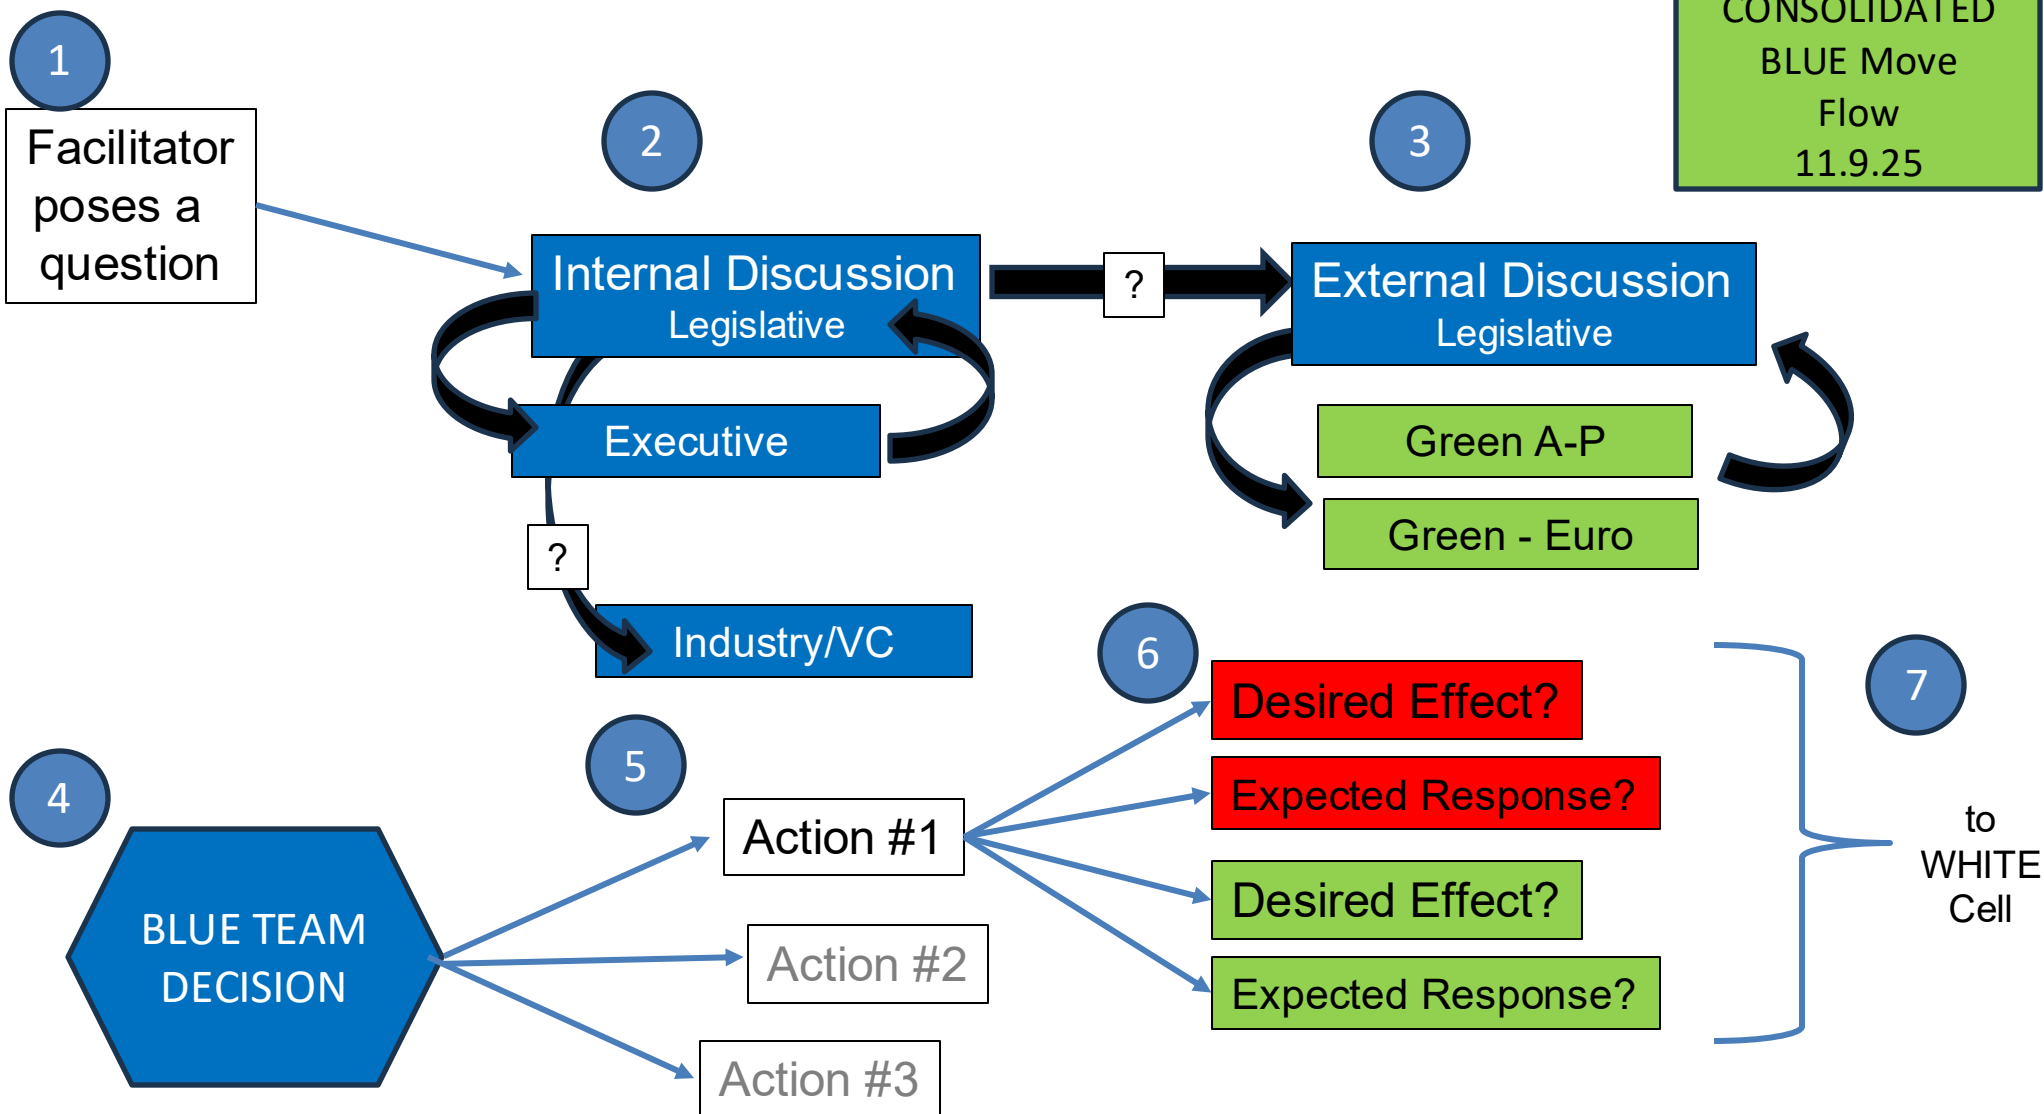 CONSOLIDATED
BLUE Move
Flow
11.9.25
1
Facilitator
poses a
question
2
Internal Discussion
Legislative
Executive
?
Industry/VC
?
3
External Discussion
Legislative
Green A-P
Green - Euro
4
BLUE TEAM
DECISION
5
Action #1
Action #2
Action #3
6
Desired Effect?
Expected Response?
Desired Effect?
Expected Response?
7
to
WHITE
Cell